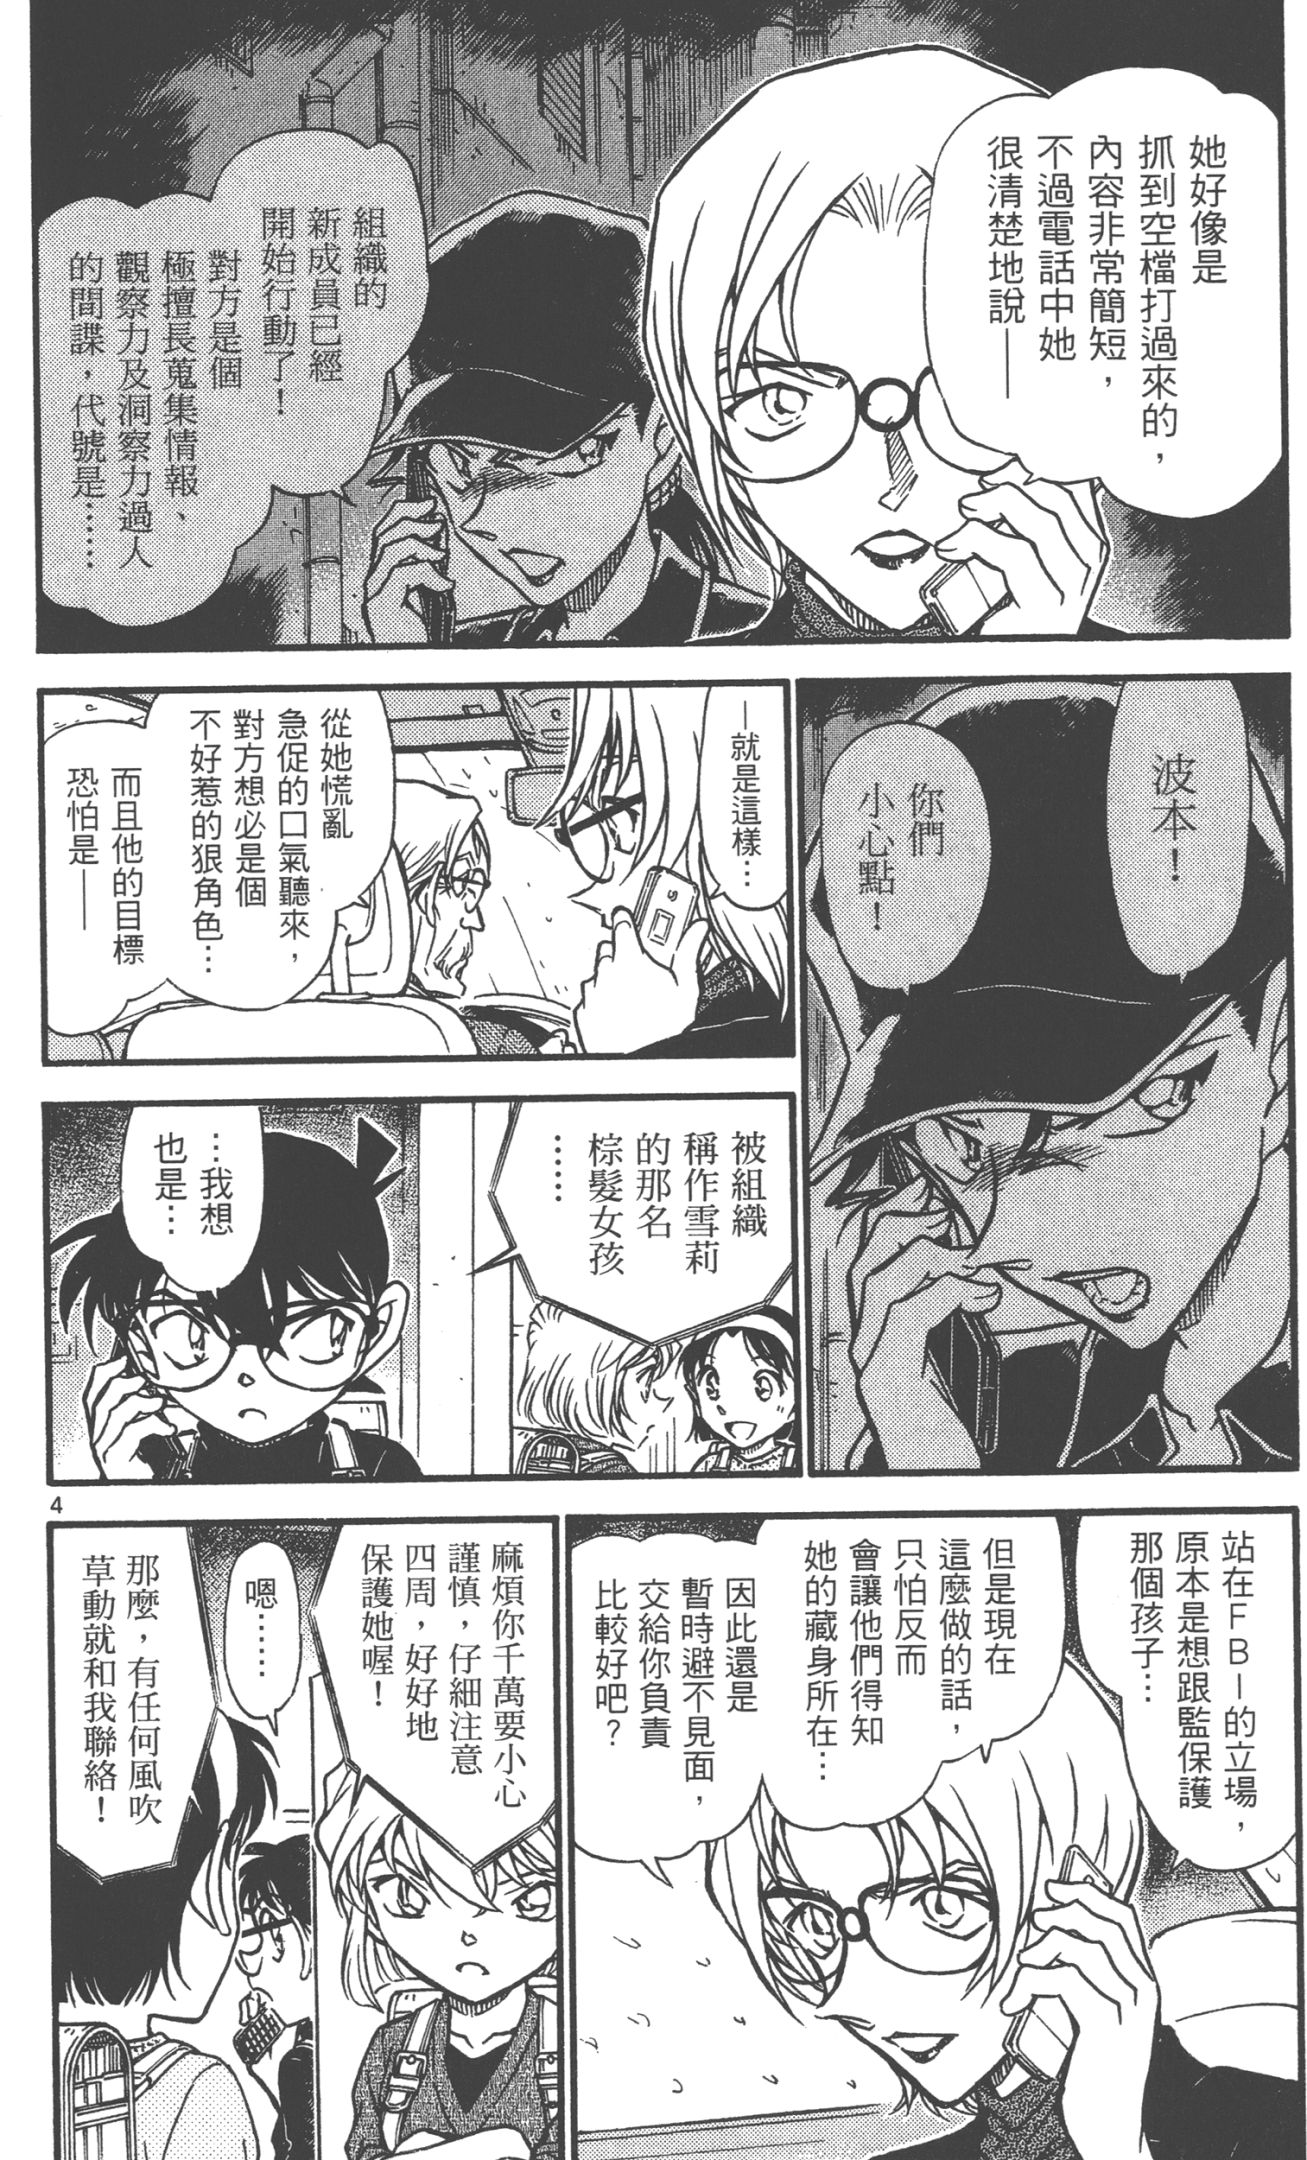 她好像是
抓到空檔打過來的，
內容非常簡短，
不過電話中她
很清楚地說——
組織的
新成員已經
開始行動了！
對方是個
極擅長蒐集情報、
觀察力及洞察力過人
的間諜，代號是……
波本！
你們
小心點！
—就是這樣…
從她慌亂
急促的口氣聽來，
對方想必是個
不好惹的狠角色…
而且他的目標
恐怕是——
被組織
稱作雪莉
的那名
棕髮女孩
……
…我想
也是…
4
站在FBI的立場，
原本是想跟監保護
那個孩子…
但是現在
這麼做的話，
只怕反而
會讓他們得知
她的藏身所在…
因此還是
暫時避不見面，
交給你負責
比較好吧？
麻煩你千萬要小心
謹慎，仔細注意
四周，好好地
保護她喔！
嗯……
那麼，有任何風吹
草動就和我聯絡！